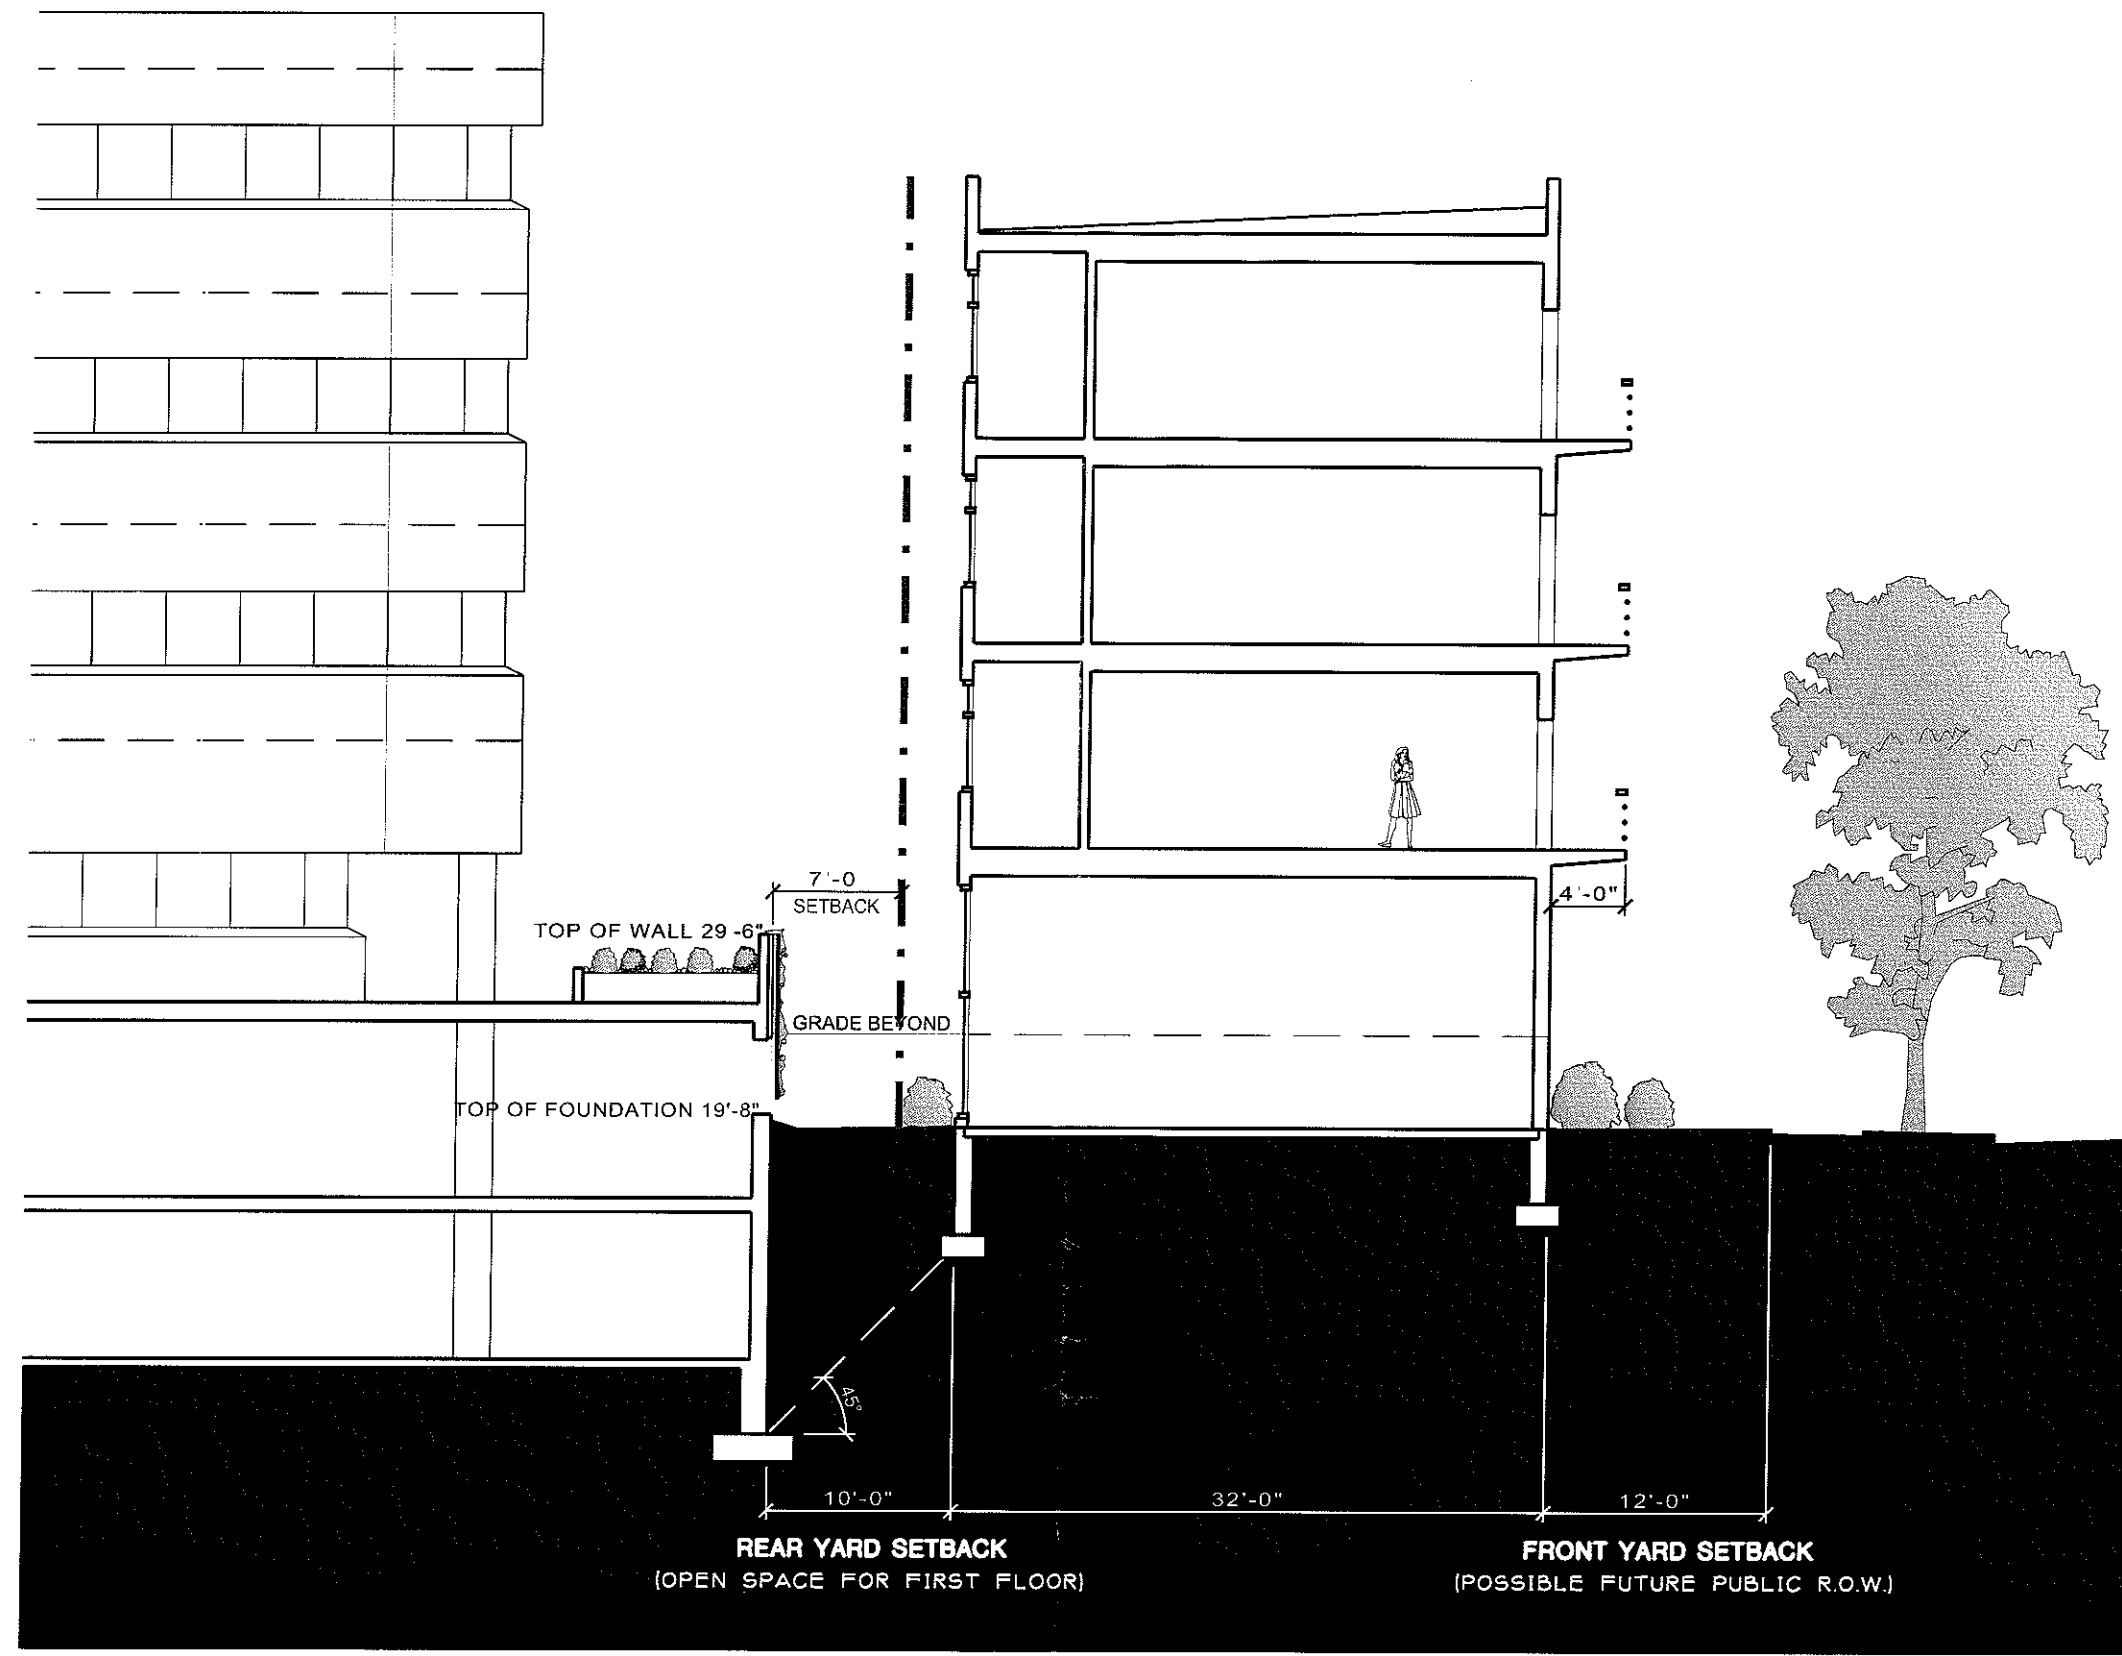 7'-0
SETBACK
4'-0"
TOP OF WALL 29 -6"
GRADE BEYOND
TOP OF FOUNDATION 19'-8"
45°
10'-0"
32'-0"
12'-0"
REAR YARD SETBACK
(OPEN SPACE FOR FIRST FLOOR)
FRONT YARD SETBACK
(POSSIBLE FUTURE PUBLIC R.O.W.)